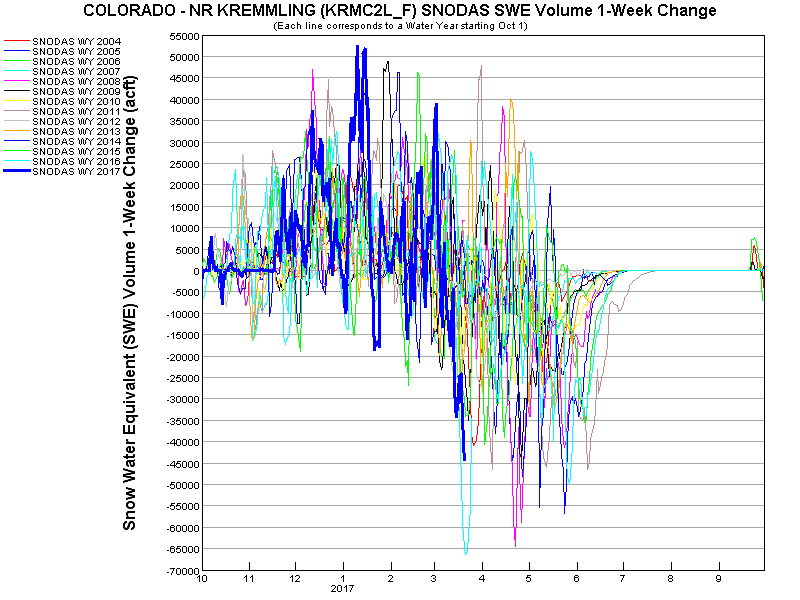 COLORADO - NR KREMMLING (KRMC2L_F) SNODAS SWE Volume 1-Week Change
(Each line corresponds to a Water Year starting Oct 1)
SNODAS WY 2004
SNODAS WY 2005
SNODAS WY 2006
SNODAS WY 2007
SNODAS WY 2008
SNODAS WY 2009
SNODAS WY 2010
SNODAS WY 2011
SNODAS WY 2012
SNODAS WY 2013
SNODAS WY 2014
SNODAS WY 2015
SNODAS WY 2016
SNODAS WY 2017
Snow Water Equivalent (SWE) Volume 1-Week Change (acft)
55000
50000
45000
40000
35000
30000
25000
20000
15000
10000
5000
0
-5000
-10000
-15000
-20000
-25000
-30000
-35000
-40000
-45000
-50000
-55000
-60000
-65000
-70000
10 11 12 1 2 3 4 5 6 7 8 9
2017